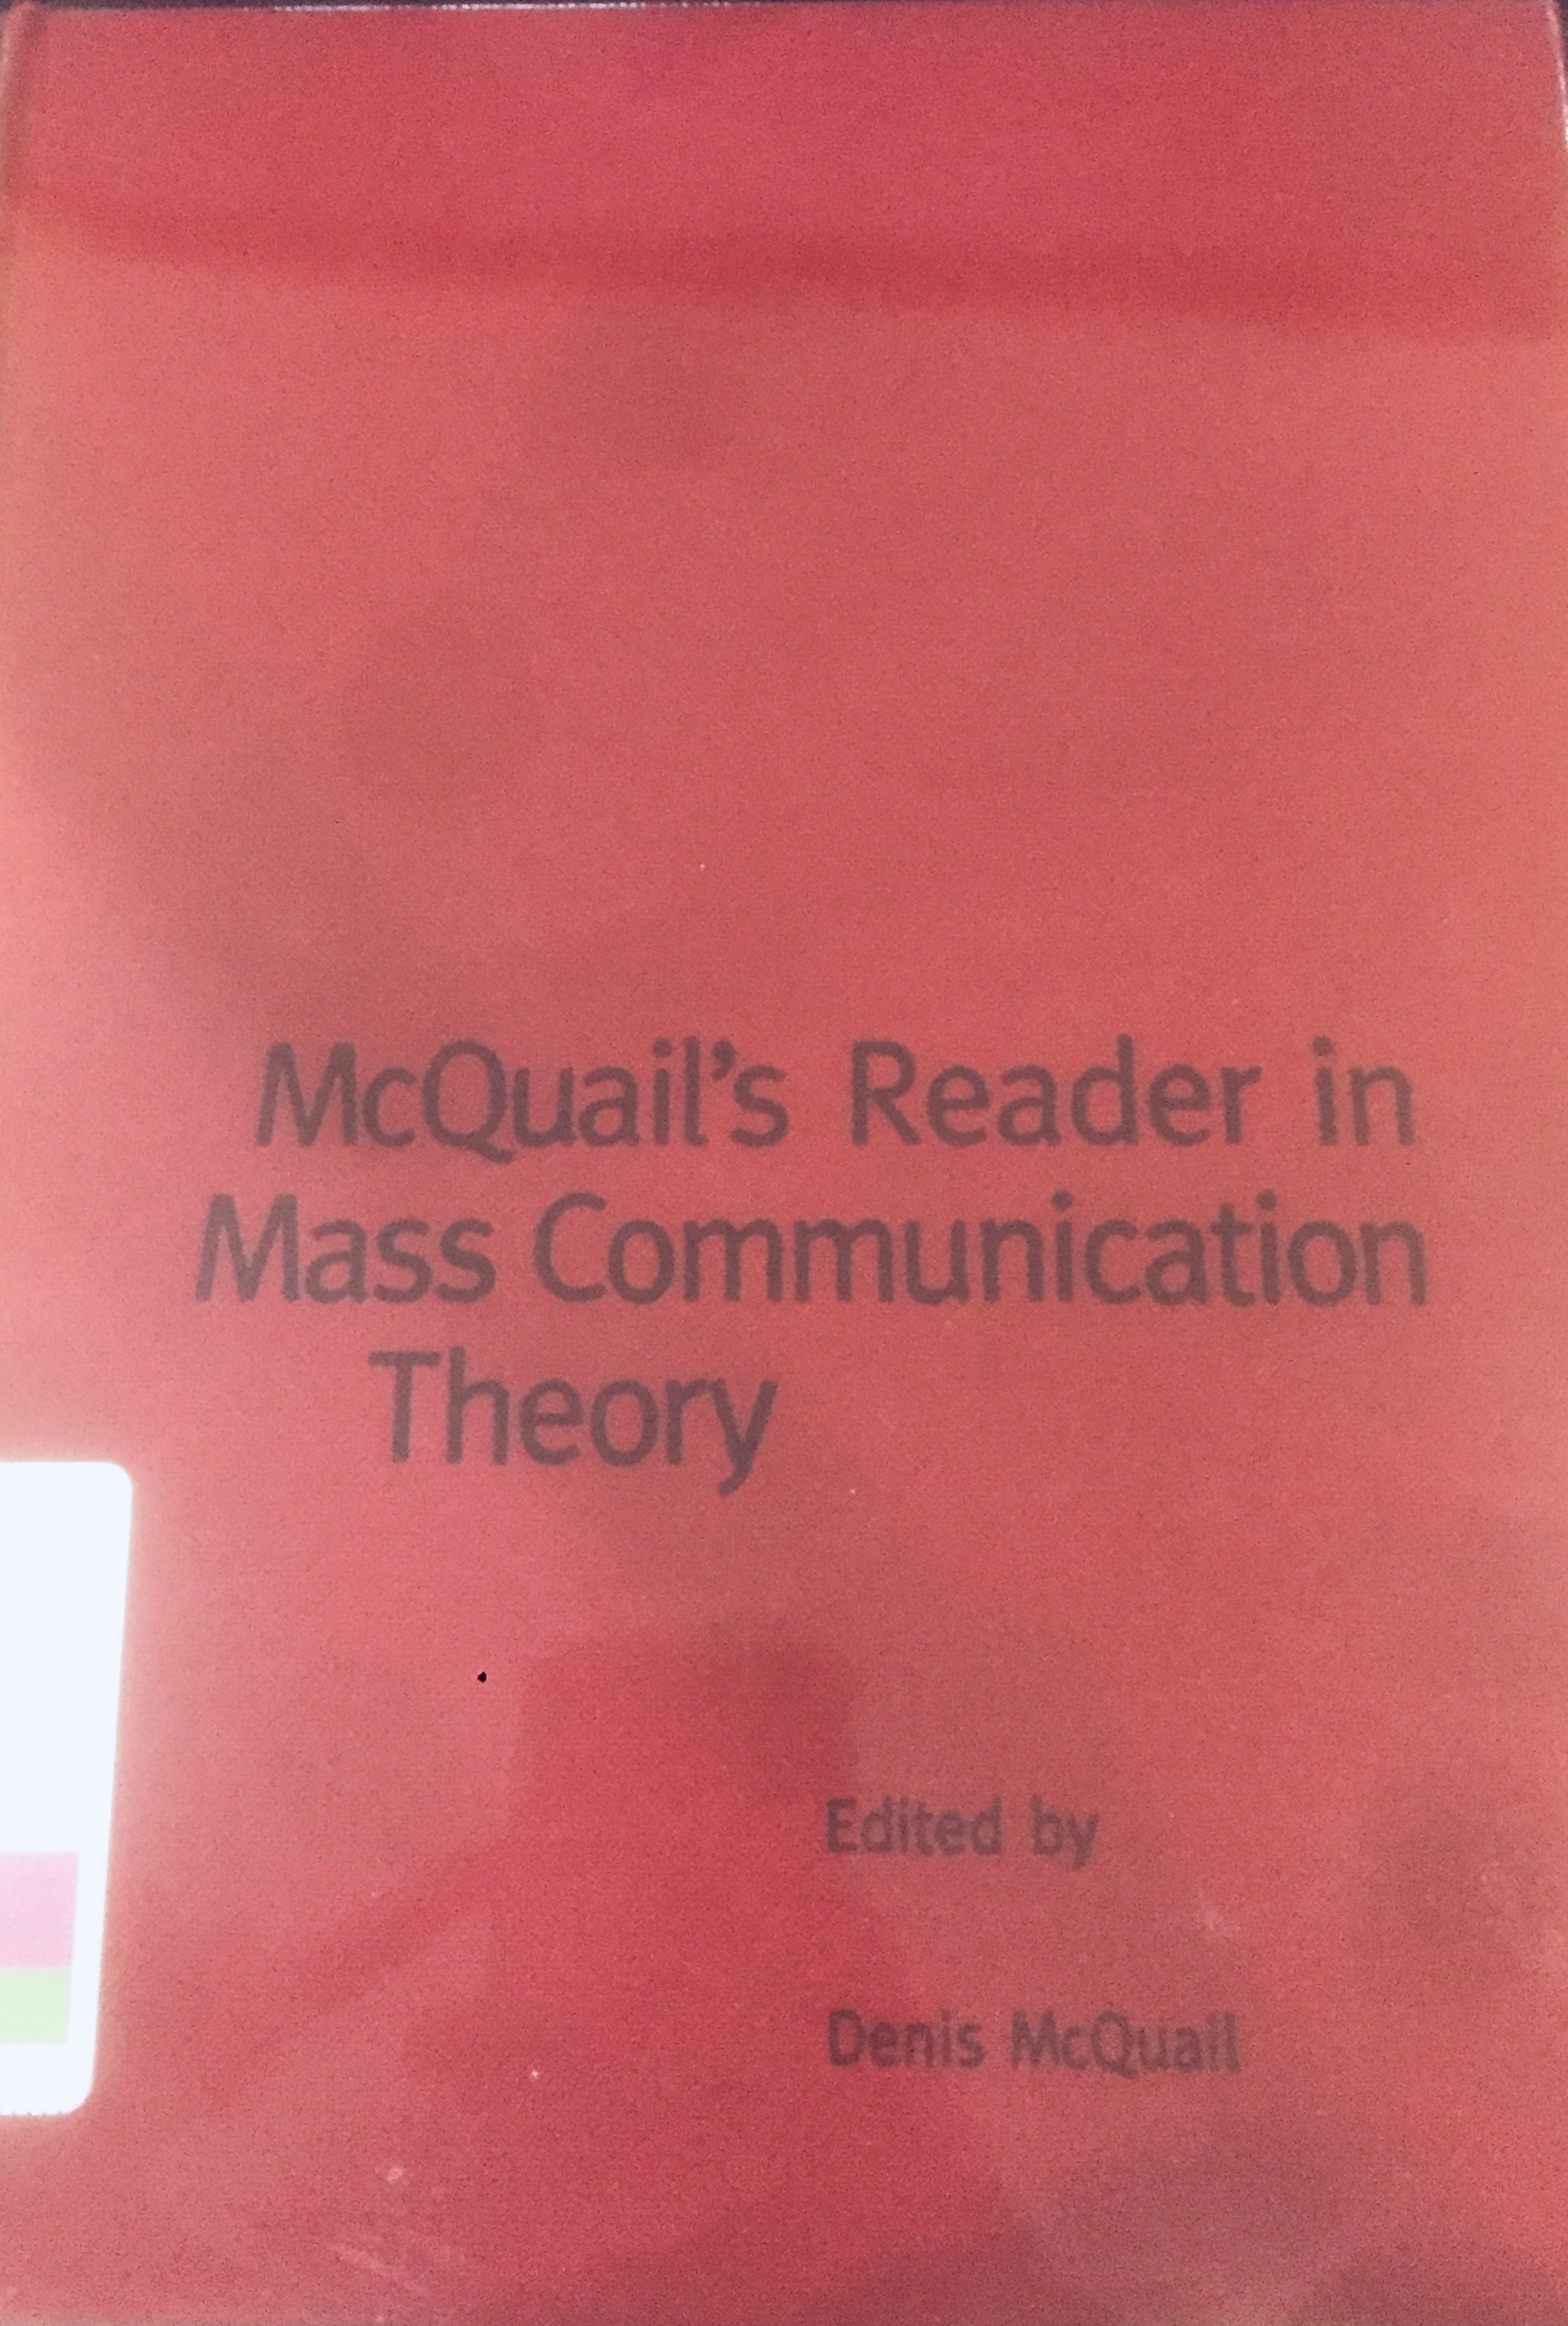 McQuail’s Reader in
Mass Communication
Theory
Edited by
Denis McQuail